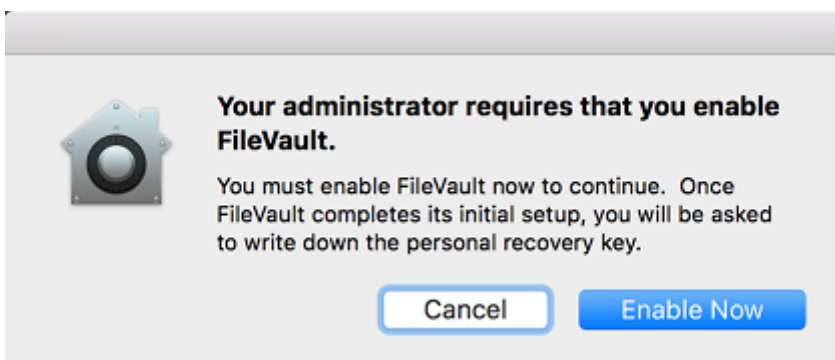 Your administrator requires that you enable
FileVault.
You must enable FileVault now to continue.  Once
FileVault completes its initial setup, you will be asked
to write down the personal recovery key.
Cancel
Enable Now